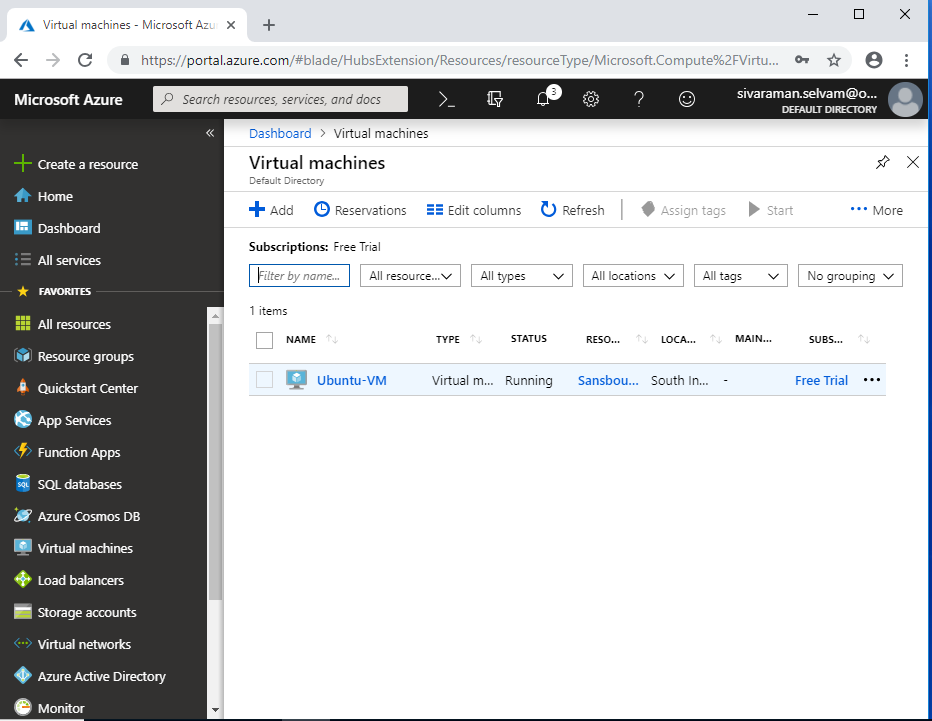 Virtual machines - Microsoft Azu
https://portal.azure.com/#blade/HubsExtension/Resources/resourceType/Microsoft.Compute%2FVirtu...
Microsoft Azure
Search resources, services, and docs
3
sivaraman.selvam@o...
DEFAULT DIRECTORY
«
Create a resource
Home
Dashboard
All services
FAVORITES
All resources
Resource groups
Quickstart Center
App Services
Function Apps
SQL databases
Azure Cosmos DB
Virtual machines
Load balancers
Storage accounts
Virtual networks
Azure Active Directory
Monitor
Dashboard > Virtual machines
Virtual machines
Default Directory
Add Reservations Edit columns Refresh Assign tags Start ... More
Subscriptions: Free Trial
Filter by name... All resource... All types All locations All tags No grouping
1 items
NAME TYPE STATUS RESO... LOCA... MAIN... SUBS...
Ubuntu-VM Virtual m... Running Sansbou... South In... - Free Trial ...